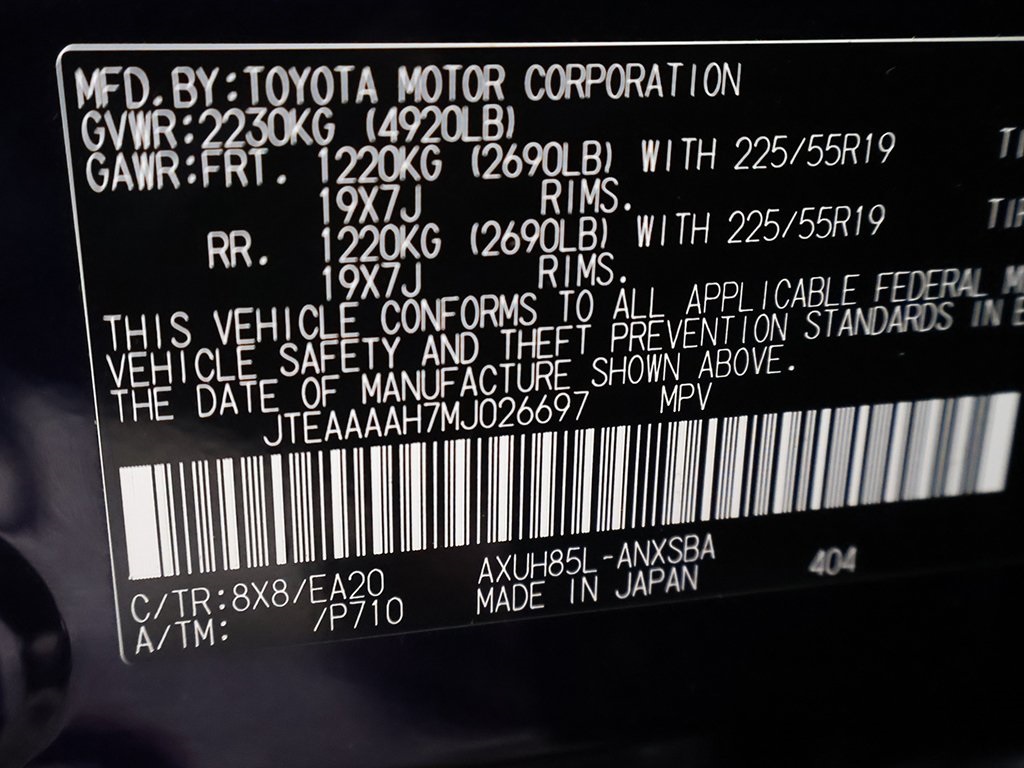 MFD.BY:TOYOTA MOTOR CORPORATION
GVWR:2230KG (4920LB)
GAWR:FRT. 1220KG (2690LB) WITH 225/55R19
19X7J RIMS.
RR. 1220KG (2690LB) WITH 225/55R19
19X7J RIMS.
THIS VEHICLE CONFORMS TO ALL APPLICABLE FEDERAL
VEHICLE SAFETY AND THEFT PREVENTION STANDARDS IN
THE DATE OF MANUFACTURE SHOWN ABOVE.
JTEAAAAH7MJ026697 MPV
C/TR:8X8/EA20 AXUH85L-ANXSBA 404
A/TM: /P710 MADE IN JAPAN